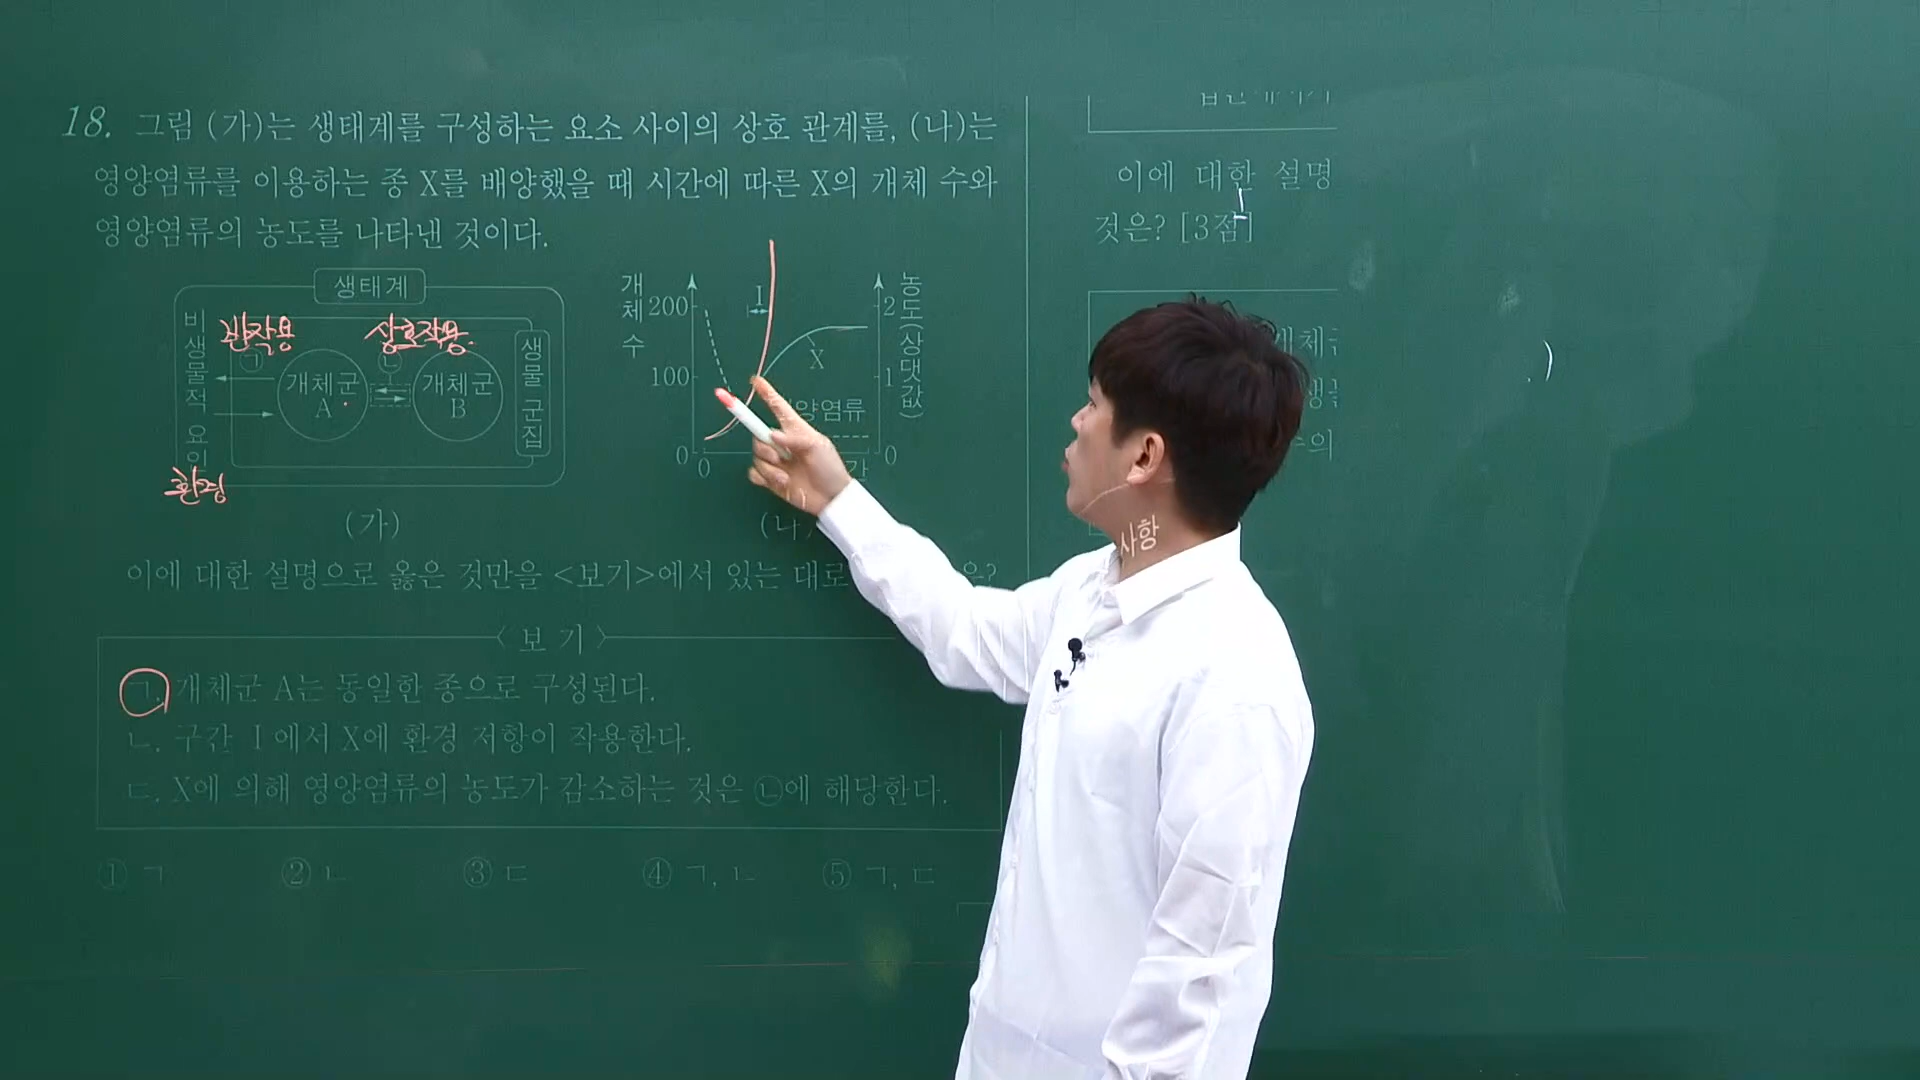 18. 그림 (가)는 생태계를 구성하는 요소 사이의 상호 관계를, (나)는
영양염류를 이용하는 종 X를 배양했을 때 시간에 따른 X의 개체 수와
영양염류의 농도를 나타낸 것이다.
생태계
비생물적 요인
반작용
상호작용
㉠
㉡
개체군 A
개체군 B
생물 군집
환경
(가)
개체수
200
100
0
0
Ⅰ
X
양염류
간
농도(상댓값)
2
1
0
(나
이에 대한 설명으로 옳은 것만을 <보기>에서 있는 대로
<보 기>
ㄱ. 개체군 A는 동일한 종으로 구성된다.
ㄴ. 구간 Ⅰ에서 X에 환경 저항이 작용한다.
ㄷ. X에 의해 영양염류의 농도가 감소하는 것은 ㉡에 해당한다.
① ㄱ ② ㄴ ③ ㄷ ④ ㄱ, ㄴ ⑤ ㄱ, ㄷ
이에 대한 설명
것은? [3점]
사항